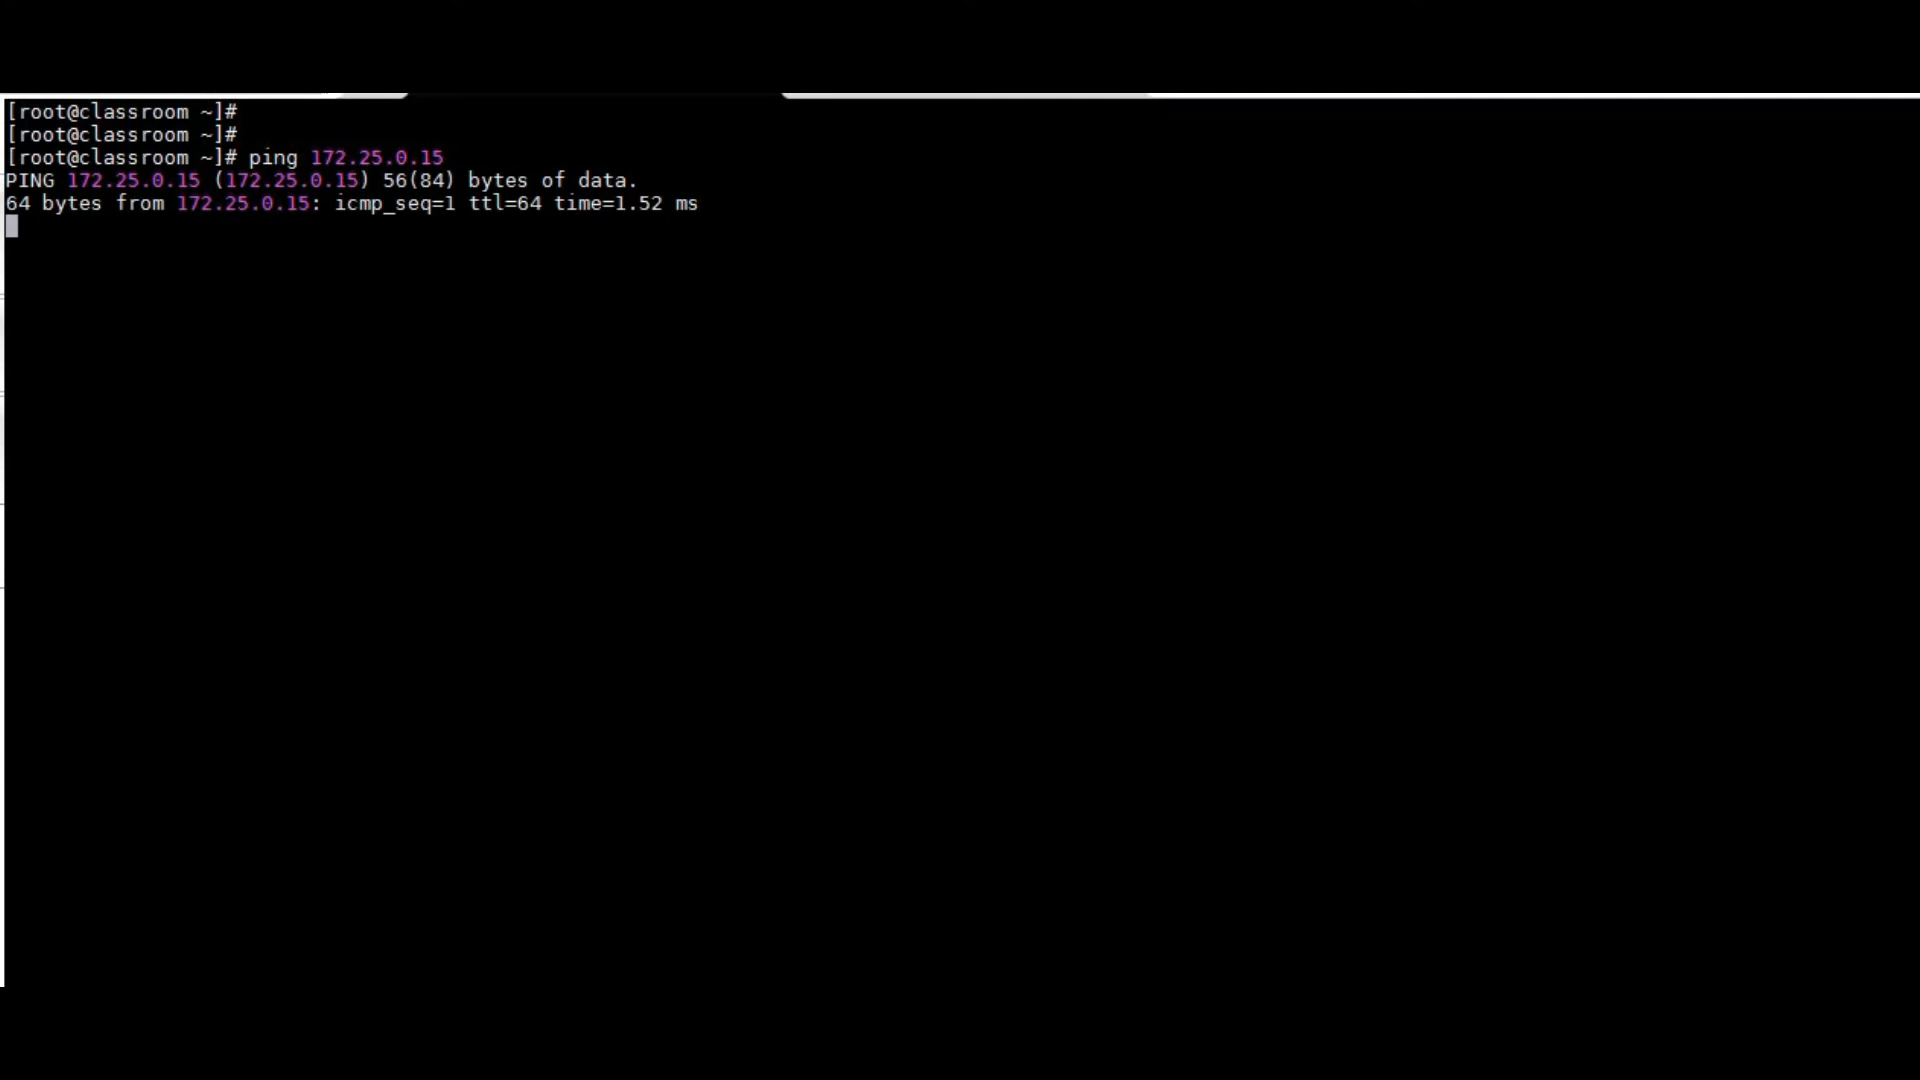 [root@classroom ~]#
[root@classroom ~]#
[root@classroom ~]# ping 172.25.0.15
PING 172.25.0.15 (172.25.0.15) 56(84) bytes of data.
64 bytes from 172.25.0.15: icmp_seq=1 ttl=64 time=1.52 ms